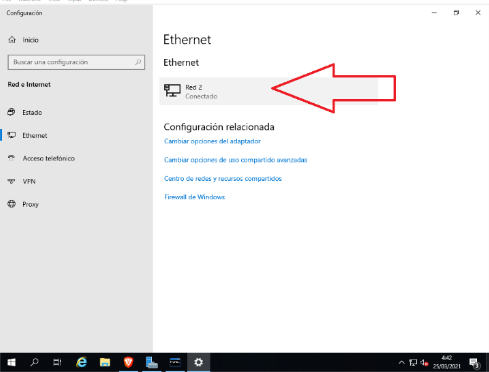 Configuración
Inicio
Buscar una configuración
Red e Internet
Estado
Ethernet
Acceso telefónico
VPN
Proxy
Ethernet
Ethernet
Red 2
Conectado
Configuración relacionada
Cambiar opciones del adaptador
Cambiar opciones de uso compartido avanzadas
Centro de redes y recursos compartidos
Firewall de Windows
4:42
25/03/2021